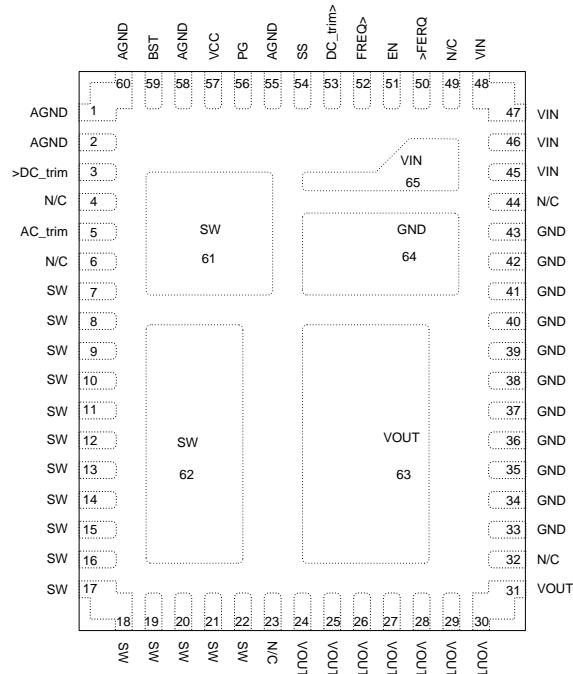 AGND BST AGND VCC PG AGND SS DC_trim> FREQ> EN >FERQ N/C VIN
60 59 58 57 56 55 54 53 52 51 50 49 48
AGND 1 47 VIN
AGND 2 46 VIN
>DC_trim 3 45 VIN
N/C 4 44 N/C
AC_trim 5 43 GND
N/C 6 42 GND
SW 7 41 GND
SW 8 40 GND
SW 9 39 GND
SW 10 38 GND
SW 11 37 GND
SW 12 36 GND
SW 13 35 GND
SW 14 34 GND
SW 15 33 GND
SW 16 32 N/C
SW 17 31 VOUT
VIN
65
SW
61
GND
64
SW
62
VOUT
63
18 19 20 21 22 23 24 25 26 27 28 29 30
SW SW SW SW SW N/C VOUT VOUT VOUT VOUT VOUT VOUT VOUT